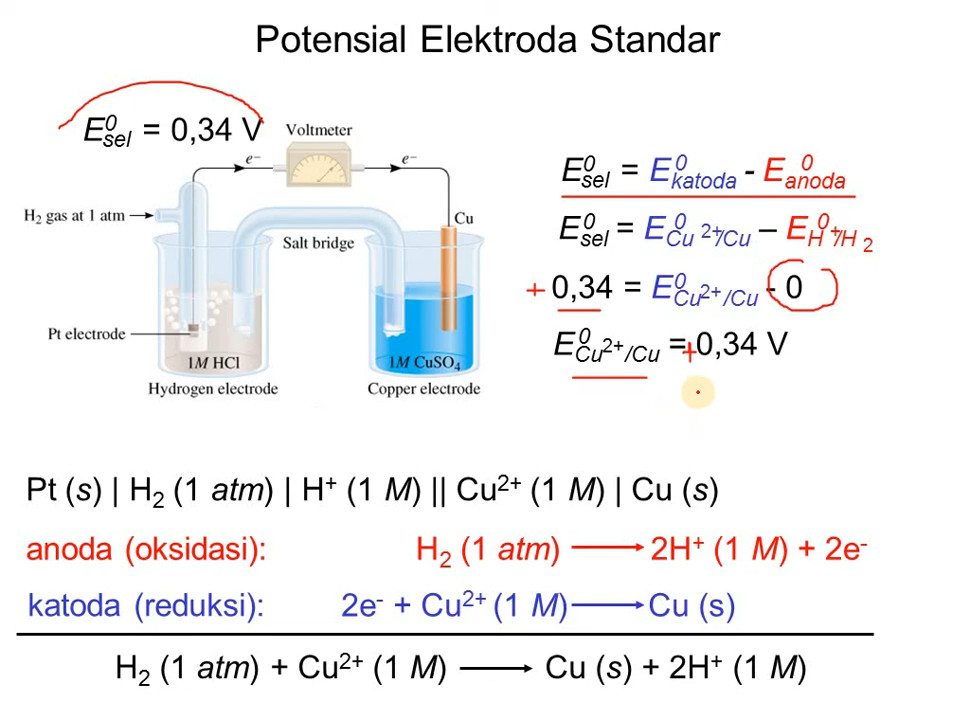 Potensial Elektroda Standar
E⁰sel = 0,34 V
Voltmeter
e⁻
e⁻
H₂ gas at 1 atm
Cu
Salt bridge
Pt electrode
1M HCl
1M CuSO₄
Hydrogen electrode
Copper electrode
E⁰sel = E⁰katoda - E⁰anoda
E⁰sel = E⁰Cu²⁺/Cu – E⁰H⁺/H₂
+ 0,34 = E⁰Cu²⁺/Cu - 0
E⁰Cu²⁺/Cu = +0,34 V
Pt (s) | H₂ (1 atm) | H⁺ (1 M) || Cu²⁺ (1 M) | Cu (s)
anoda (oksidasi): H₂ (1 atm) ⟶ 2H⁺ (1 M) + 2e⁻
katoda (reduksi): 2e⁻ + Cu²⁺ (1 M) ⟶ Cu (s)
H₂ (1 atm) + Cu²⁺ (1 M) ⟶ Cu (s) + 2H⁺ (1 M)